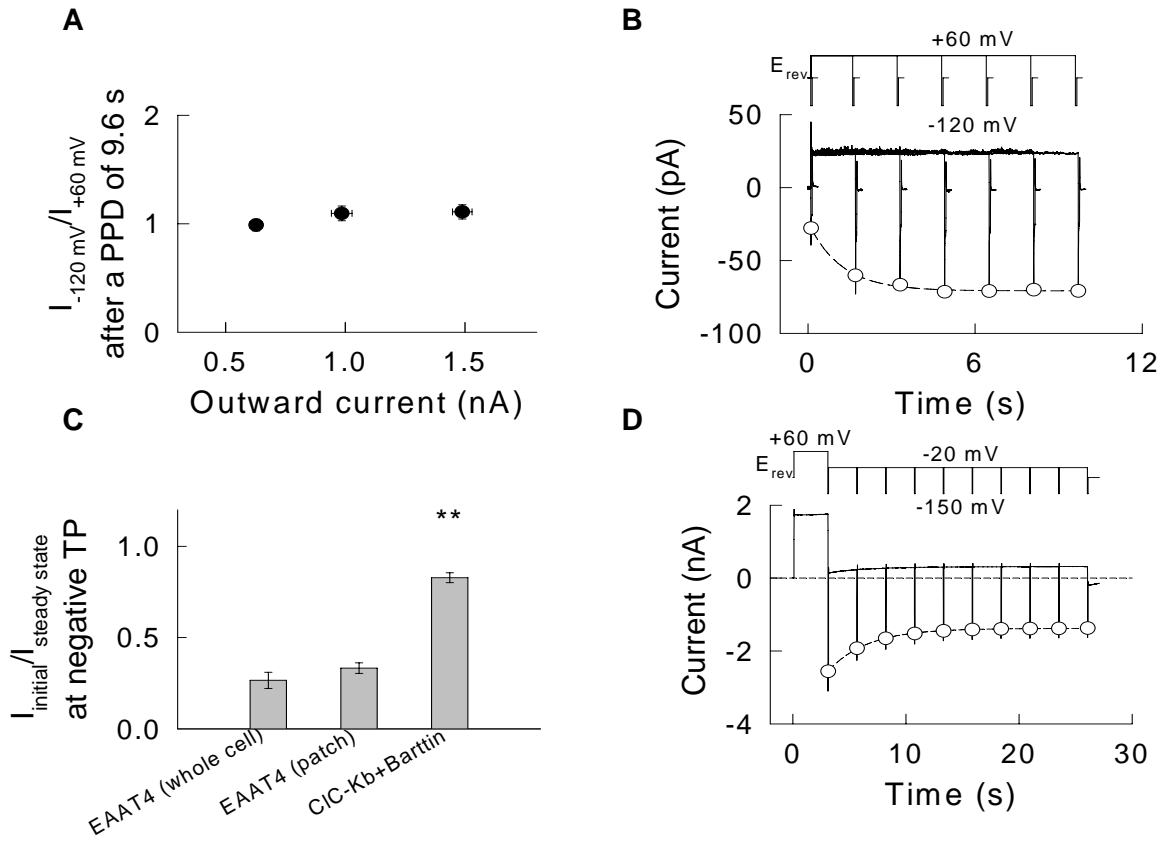 A
2
1
0
I-120 mV/I+60 mV
after a PPD of 9.6 s
0.5 1.0 1.5
Outward current (nA)
B
+60 mV
Erev
-120 mV
50
0
-50
-100
Current (pA)
0 6 12
Time (s)
C
**
1.0
0.5
0.0
Iinitial/Isteady state
at negative TP
EAAT4 (whole cell)
EAAT4 (patch)
ClC-Kb+Barttin
D
+60 mV
-20 mV
Erev
-150 mV
2
0
-2
-4
Current (nA)
0 10 20 30
Time (s)